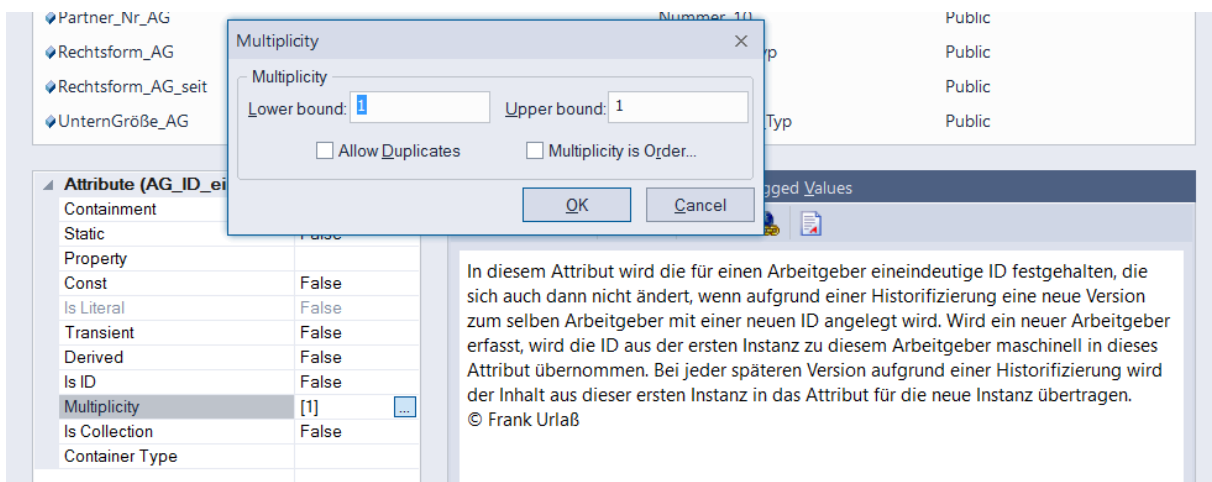 Partner_Nr_AG Nummer_10 Public
Multiplicity
Rechtsform_AG yp Public
Multiplicity
Rechtsform_AG_seit Public
Lower bound: 1 Upper bound: 1
UnternGröße_AG _Typ Public
Allow Duplicates Multiplicity is Order...
Attribute (AG_ID_ei gged Values
OK Cancel
Containment
Static False
Property
Const False
Is Literal False
Transient False
Derived False
Is ID False
Multiplicity [1] ...
Is Collection False
Container Type
In diesem Attribut wird die für einen Arbeitgeber eineindeutige ID festgehalten, die
sich auch dann nicht ändert, wenn aufgrund einer Historifizierung eine neue Version
zum selben Arbeitgeber mit einer neuen ID angelegt wird. Wird ein neuer Arbeitgeber
erfasst, wird die ID aus der ersten Instanz zu diesem Arbeitgeber maschinell in dieses
Attribut übernommen. Bei jeder späteren Version aufgrund einer Historifizierung wird
der Inhalt aus dieser ersten Instanz in das Attribut für die neue Instanz übertragen.
© Frank Urlaß